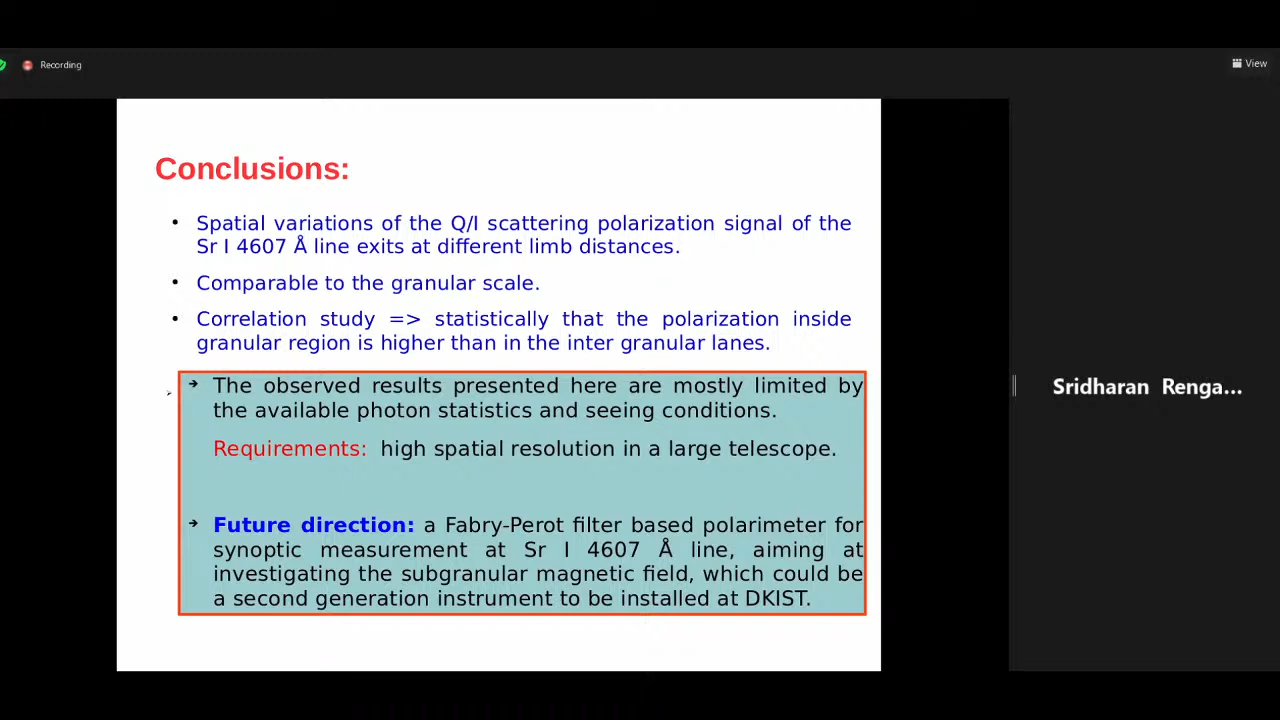 Recording
View
Conclusions:
• Spatial variations of the Q/I scattering polarization signal of the
Sr I 4607 Å line exits at different limb distances.
• Comparable to the granular scale.
• Correlation study => statistically that the polarization inside
granular region is higher than in the inter granular lanes.
➔ The observed results presented here are mostly limited by
the available photon statistics and seeing conditions.
Requirements: high spatial resolution in a large telescope.
➔ Future direction: a Fabry-Perot filter based polarimeter for
synoptic measurement at Sr I 4607 Å line, aiming at
investigating the subgranular magnetic field, which could be
a second generation instrument to be installed at DKIST.
Sridharan Renga...